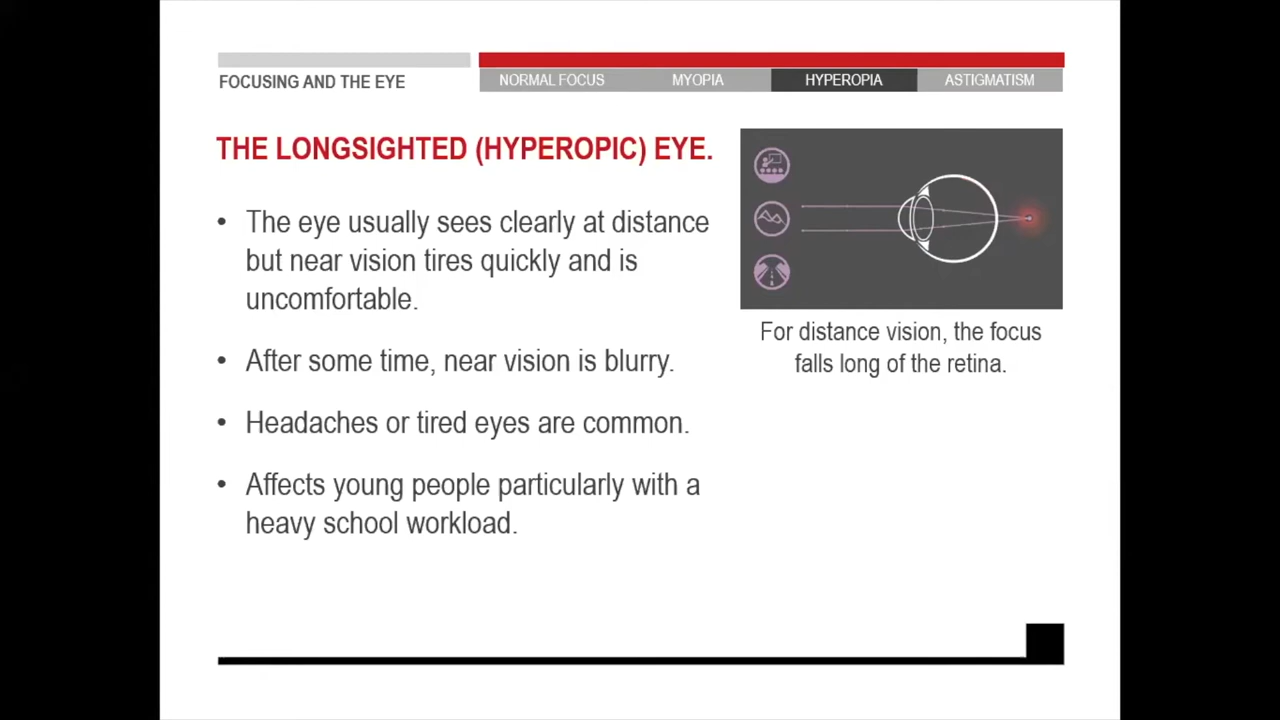 FOCUSING AND THE EYE
NORMAL FOCUS
MYOPIA
HYPEROPIA
ASTIGMATISM
THE LONGSIGHTED (HYPEROPIC) EYE.
• The eye usually sees clearly at distance
but near vision tires quickly and is
uncomfortable.
• After some time, near vision is blurry.
• Headaches or tired eyes are common.
• Affects young people particularly with a
heavy school workload.
For distance vision, the focus
falls long of the retina.